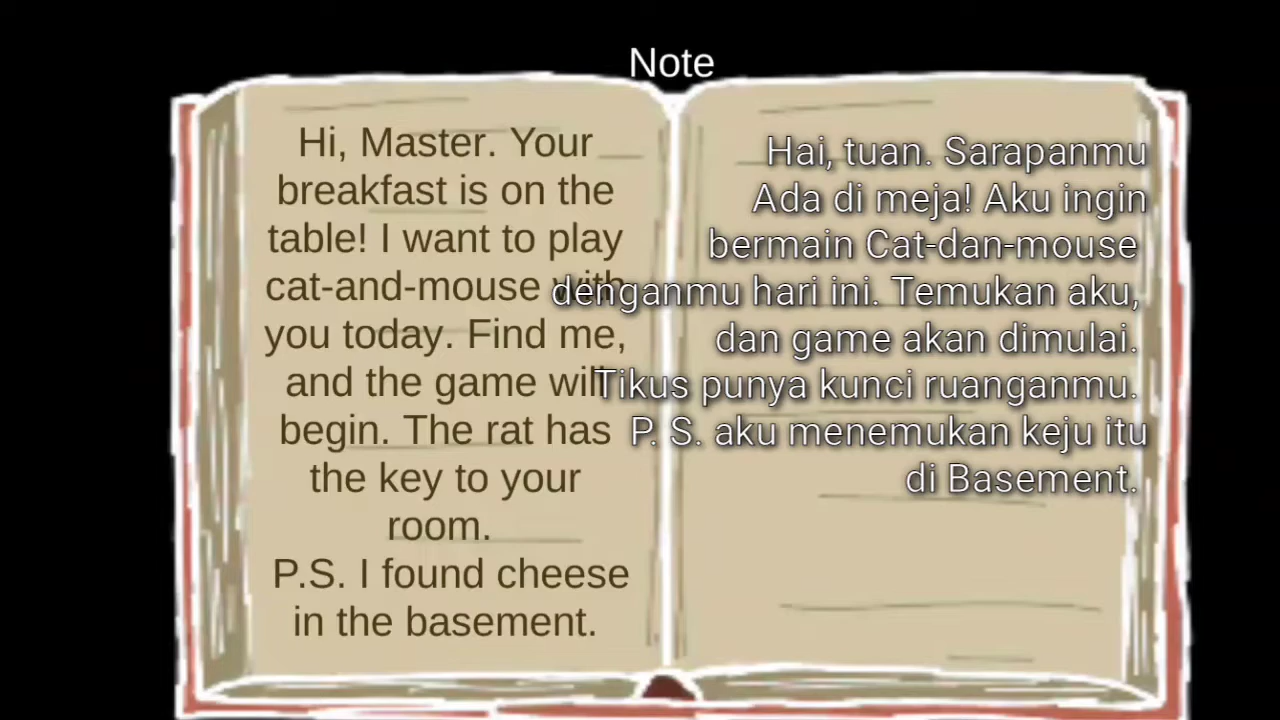 Note
Hi, Master. Your
breakfast is on the
table! I want to play
cat-and-mouse with
you today. Find me,
and the game will
begin. The rat has
the key to your
room.
P.S. I found cheese
in the basement.
Hai, tuan. Sarapanmu
Ada di meja! Aku ingin
bermain Cat-dan-mouse
denganmu hari ini. Temukan aku,
dan game akan dimulai.
Tikus punya kunci ruanganmu.
P. S. aku menemukan keju itu
di Basement.